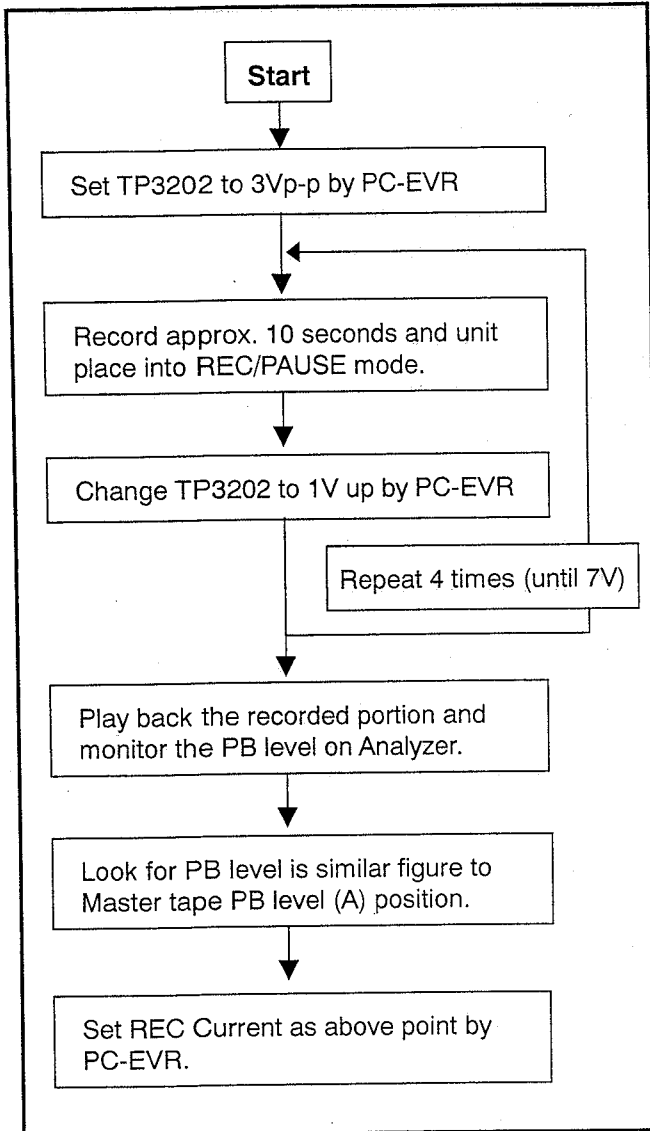 Start
Set TP3202 to 3Vp-p by PC-EVR
Record approx. 10 seconds and unit
place into REC/PAUSE mode.
Change TP3202 to 1V up by PC-EVR
Repeat 4 times (until 7V)
Play back the recorded portion and
monitor the PB level on Analyzer.
Look for PB level is similar figure to
Master tape PB level (A) position.
Set REC Current as above point by
PC-EVR.